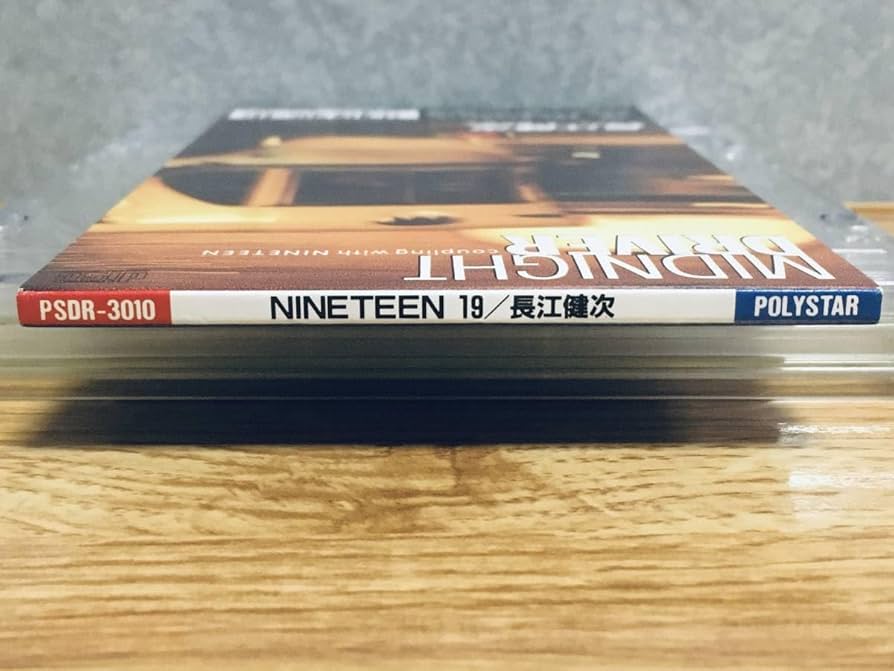 MIDNIGHT
DRIVER
coupling with NINETEEN
PSDR-3010
NINETEEN 19/長江健次
POLYSTAR